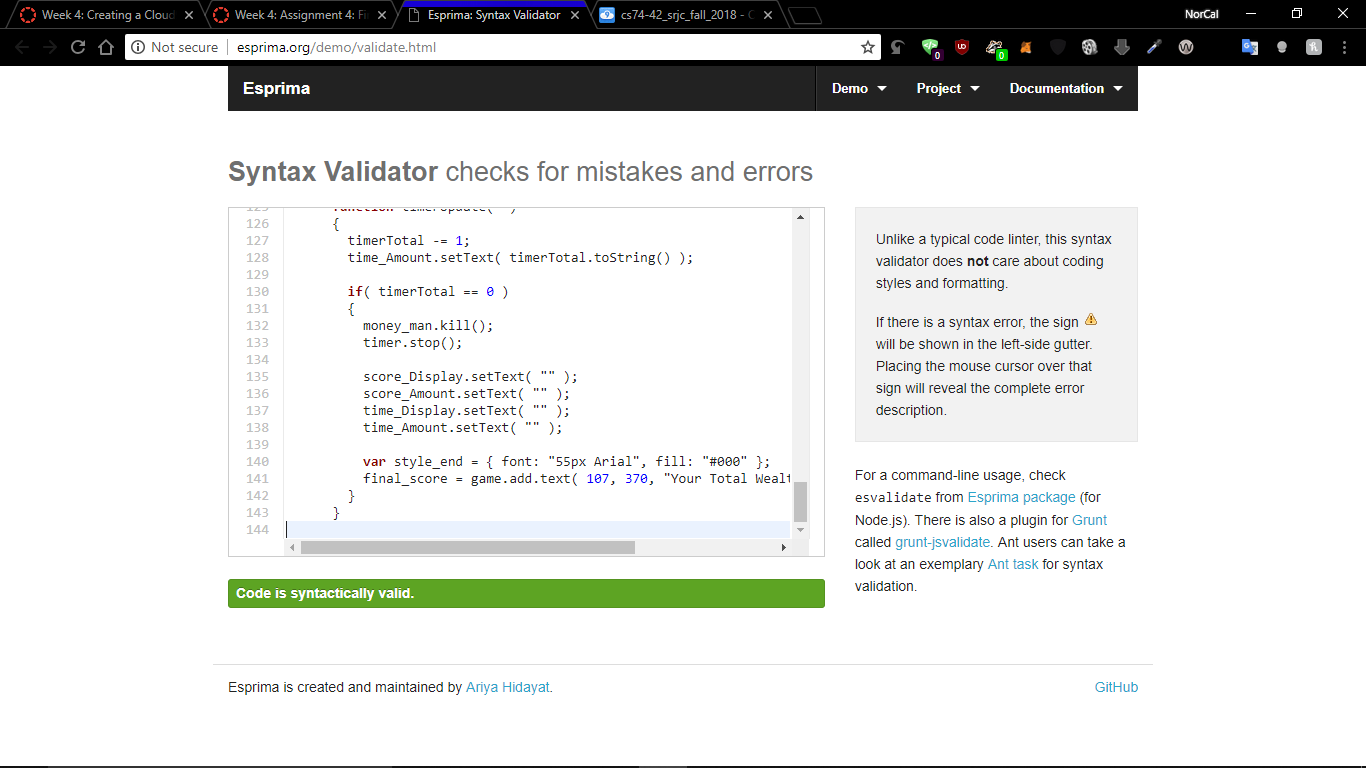 Week 4: Creating a Cloud
Week 4: Assignment 4: Fi
Esprima: Syntax Validator
cs74-42_srjc_fall_2018 - C
NorCal
Not secure
esprima.org/demo/validate.html
0
0
Esprima
Demo
Project
Documentation
Syntax Validator checks for mistakes and errors
126 {
127 timerTotal -= 1;
128 time_Amount.setText( timerTotal.toString() );
129
130 if( timerTotal == 0 )
131 {
132 money_man.kill();
133 timer.stop();
134
135 score_Display.setText( "" );
136 score_Amount.setText( "" );
137 time_Display.setText( "" );
138 time_Amount.setText( "" );
139
140 var style_end = { font: "55px Arial", fill: "#000" };
141 final_score = game.add.text( 107, 370, "Your Total Wealt
142 }
143 }
144
Code is syntactically valid.
Unlike a typical code linter, this syntax
validator does not care about coding
styles and formatting.
If there is a syntax error, the sign
will be shown in the left-side gutter.
Placing the mouse cursor over that
sign will reveal the complete error
description.
For a command-line usage, check
esvalidate from Esprima package (for
Node.js). There is also a plugin for Grunt
called grunt-jsvalidate. Ant users can take a
look at an exemplary Ant task for syntax
validation.
Esprima is created and maintained by Ariya Hidayat.
GitHub